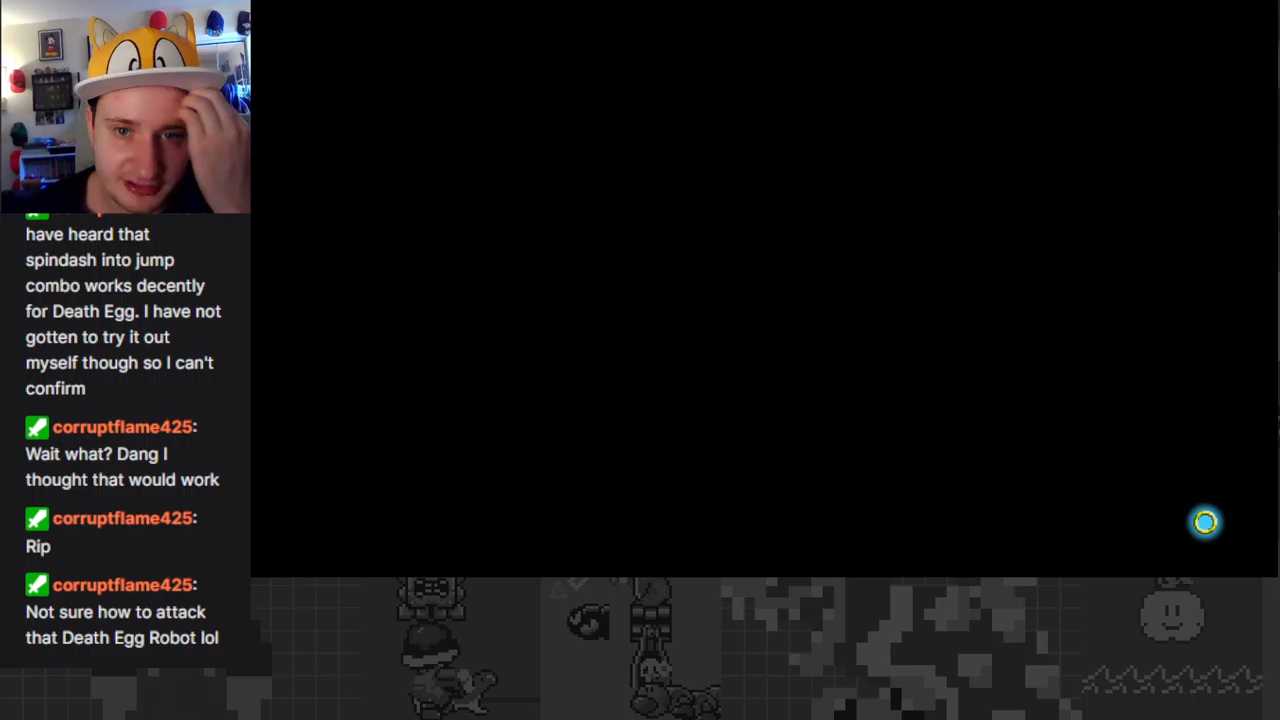 have heard that
spindash into jump
combo works decently
for Death Egg. I have not
gotten to try it out
myself though so I can't
confirm
corruptflame425:
Wait what? Dang I
thought that would work
corruptflame425:
Rip
corruptflame425:
Not sure how to attack
that Death Egg Robot lol